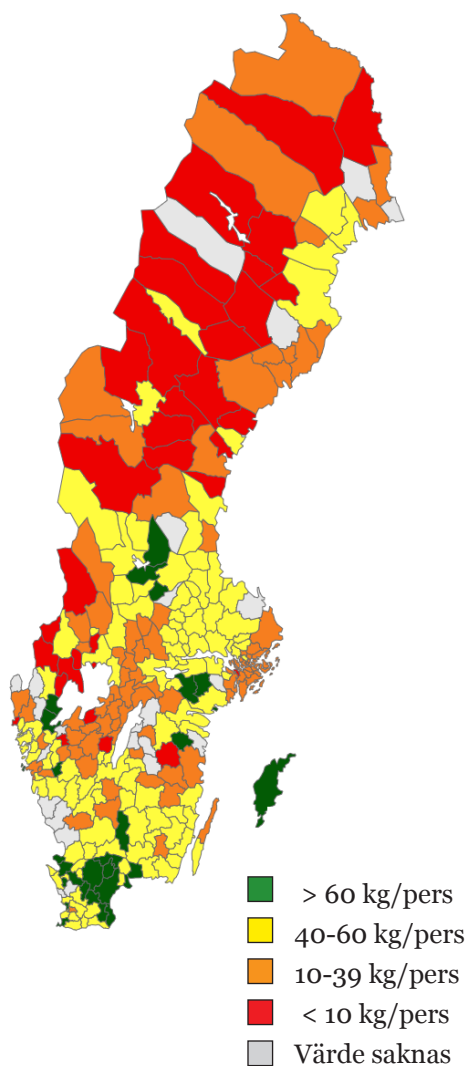 > 60 kg/pers
40-60 kg/pers
10-39 kg/pers
< 10 kg/pers
Värde saknas